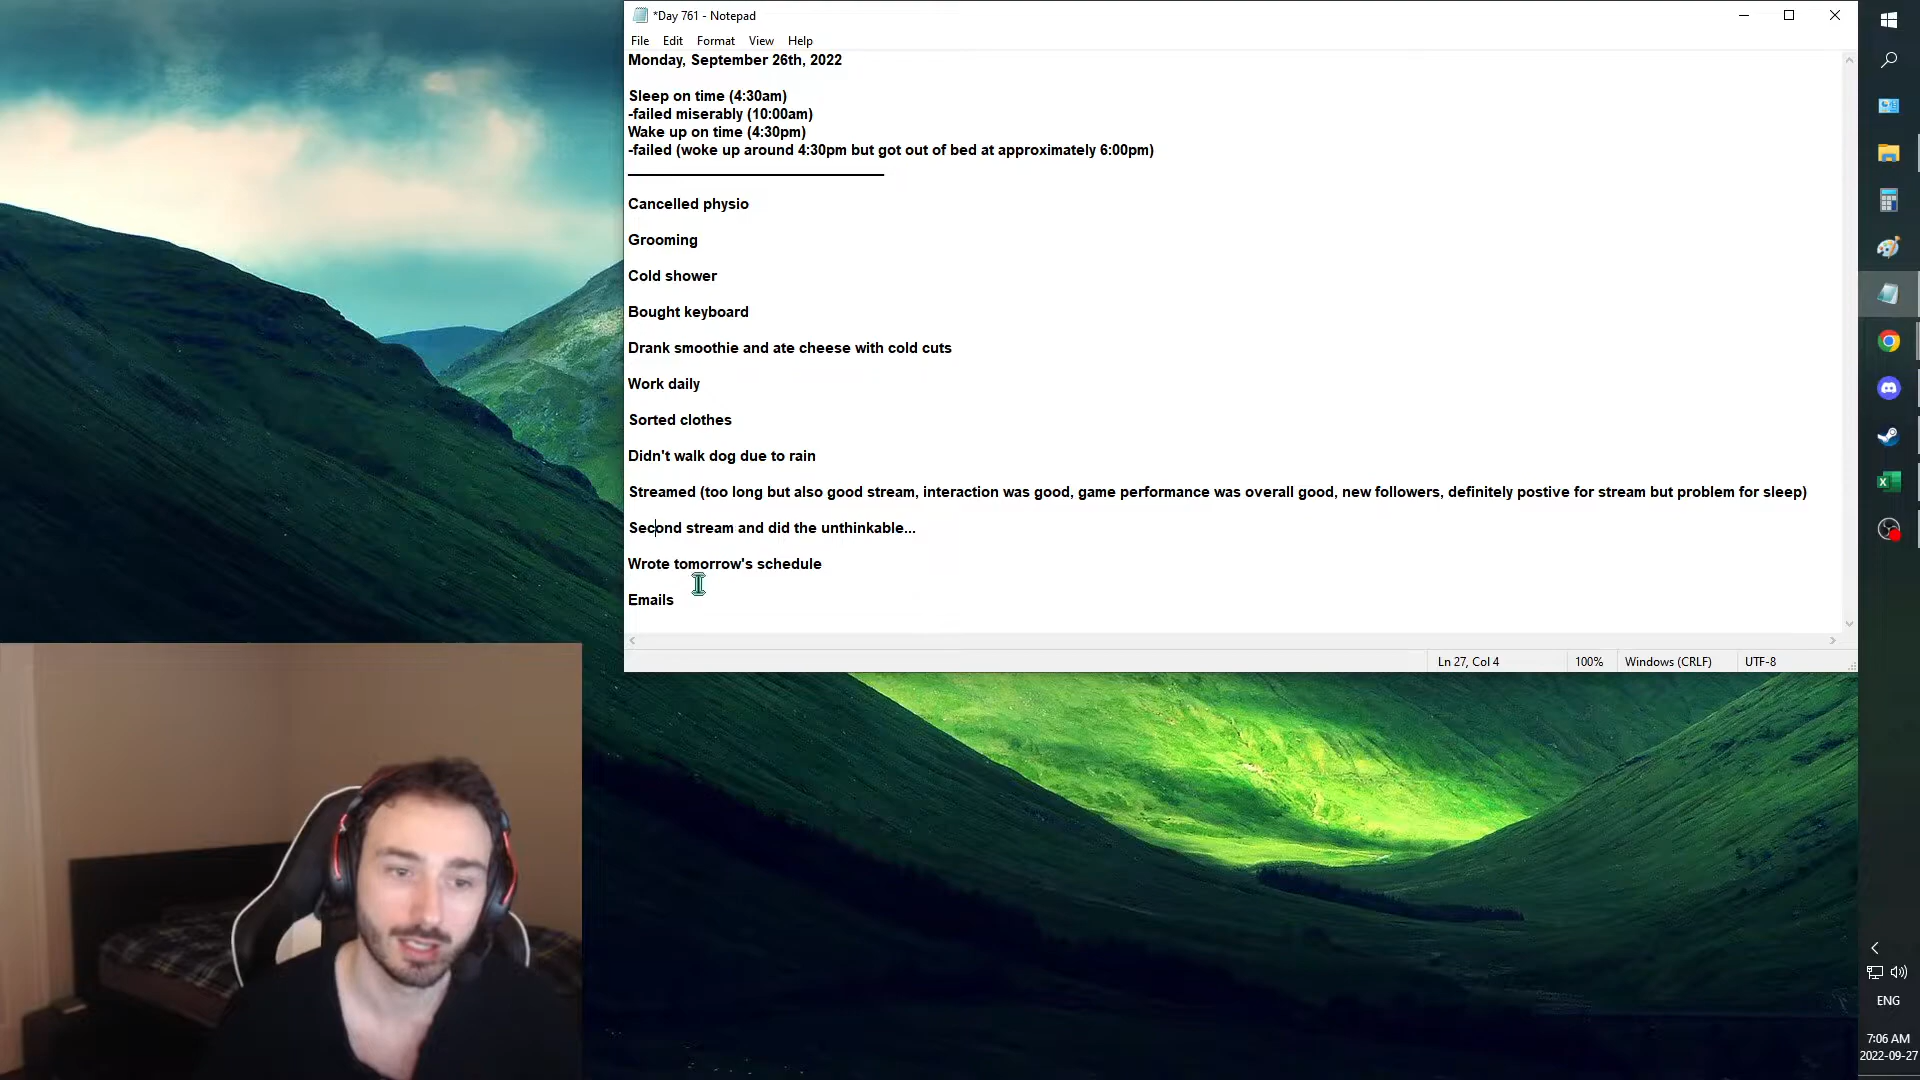 *Day 761 - Notepad
File Edit Format View Help
Monday, September 26th, 2022
Sleep on time (4:30am)
-failed miserably (10:00am)
Wake up on time (4:30pm)
-failed (woke up around 4:30pm but got out of bed at approximately 6:00pm)
Cancelled physio
Grooming
Cold shower
Bought keyboard
Drank smoothie and ate cheese with cold cuts
Work daily
Sorted clothes
Didn't walk dog due to rain
Streamed (too long but also good stream, interaction was good, game performance was overall good, new followers, definitely postive for stream but problem for sleep)
Second stream and did the unthinkable...
Wrote tomorrow's schedule
Emails
Ln 27, Col 4 100% Windows (CRLF) UTF-8
ENG
7:06 AM
2022-09-27